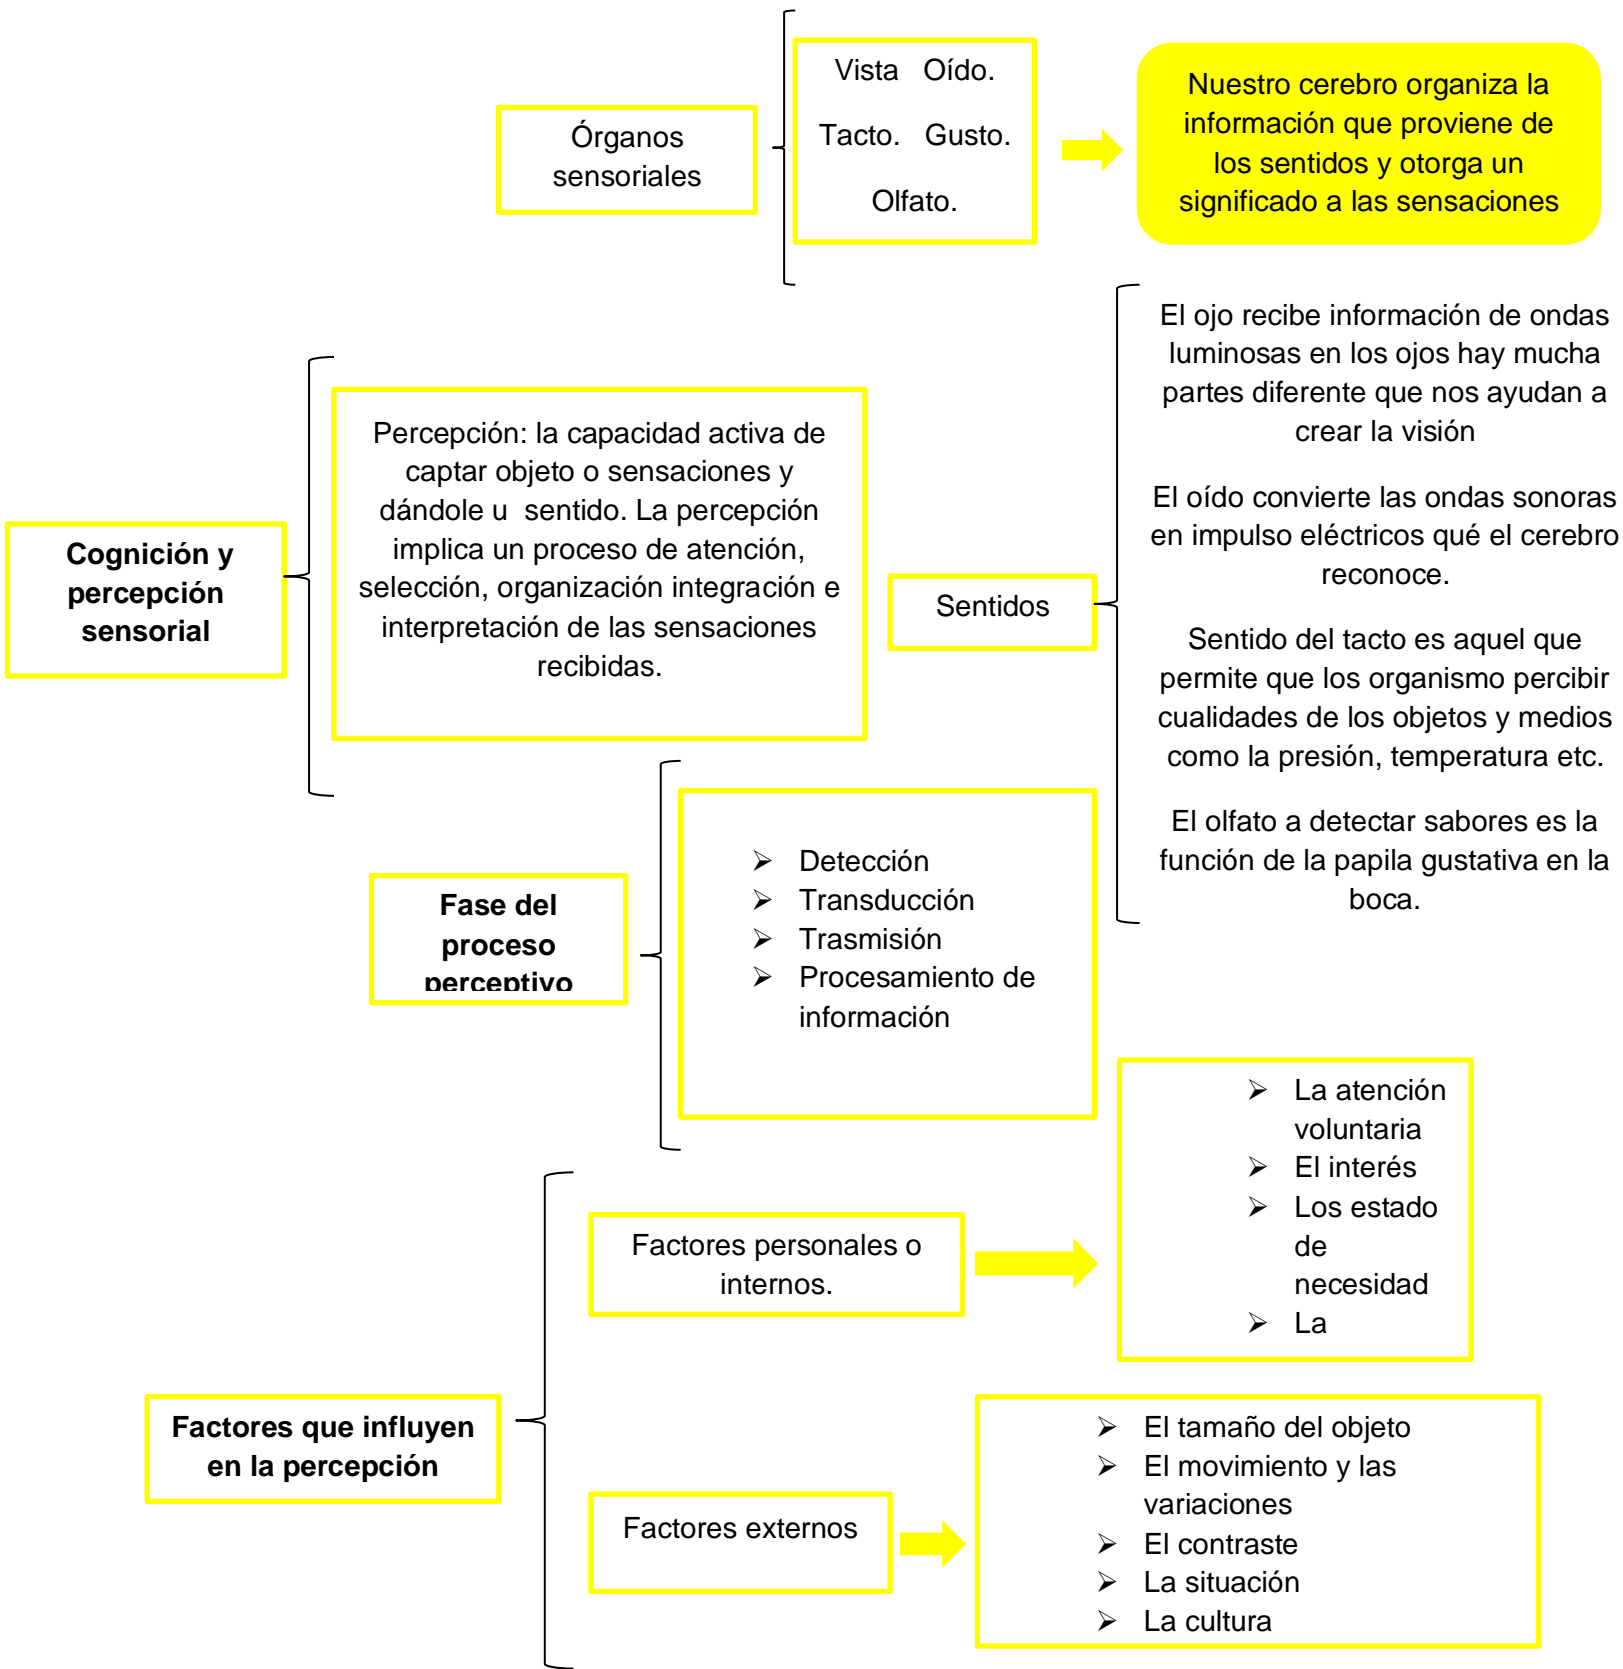 Órganos
sensoriales
Vista Oído.
Tacto. Gusto.
Olfato.
Nuestro cerebro organiza la
información que proviene de
los sentidos y otorga un
significado a las sensaciones
Cognición y
percepción
sensorial
Percepción: la capacidad activa de
captar objeto o sensaciones y
dándole u sentido. La percepción
implica un proceso de atención,
selección, organización integración e
interpretación de las sensaciones
recibidas.
Sentidos
El ojo recibe información de ondas
luminosas en los ojos hay mucha
partes diferente que nos ayudan a
crear la visión
El oído convierte las ondas sonoras
en impulso eléctricos qué el cerebro
reconoce.
Sentido del tacto es aquel que
permite que los organismo percibir
cualidades de los objetos y medios
como la presión, temperatura etc.
El olfato a detectar sabores es la
función de la papila gustativa en la
boca.
Fase del
proceso
perceptivo
➢ Detección
➢ Transducción
➢ Trasmisión
➢ Procesamiento de
información
Factores que influyen
en la percepción
Factores personales o
internos.
➢ La atención
voluntaria
➢ El interés
➢ Los estado
de
necesidad
➢ La
Factores externos
➢ El tamaño del objeto
➢ El movimiento y las
variaciones
➢ El contraste
➢ La situación
➢ La cultura